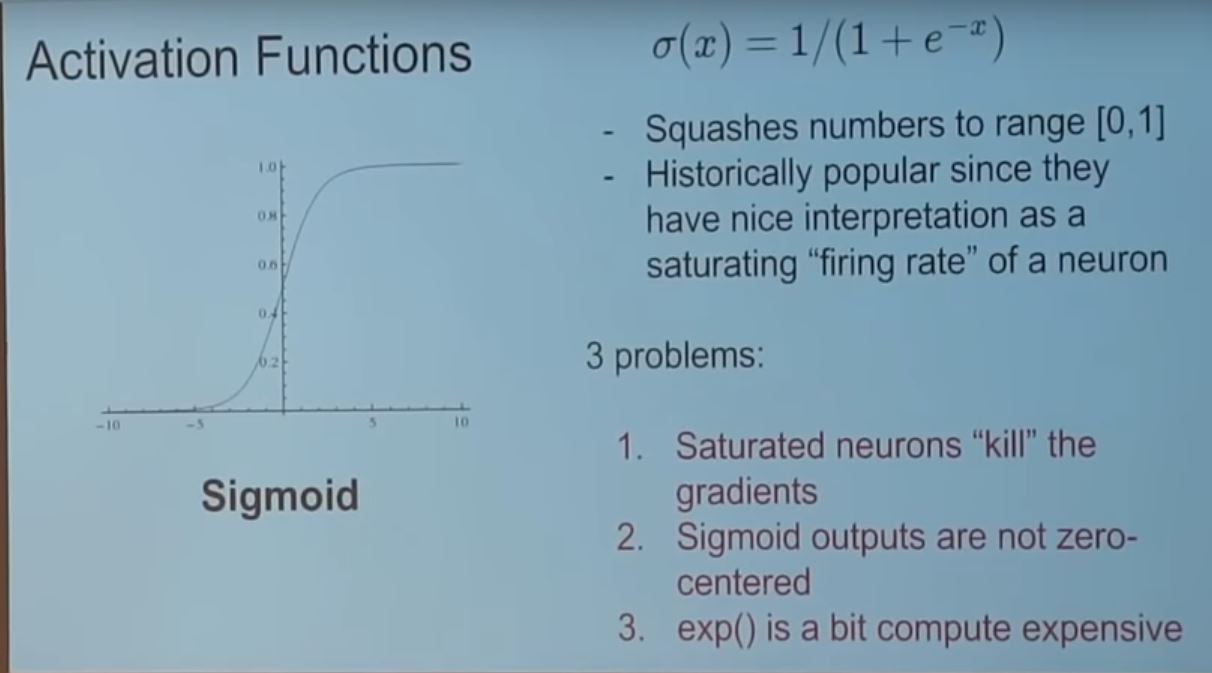 Activation Functions
σ(x) = 1/(1 + e^{-x})
- Squashes numbers to range [0,1]
- Historically popular since they
have nice interpretation as a
saturating “firing rate” of a neuron
1.0
0.8
0.6
0.4
0.2
-10
-5
5
10
Sigmoid
3 problems:
1. Saturated neurons “kill” the
gradients
2. Sigmoid outputs are not zero-
centered
3. exp() is a bit compute expensive